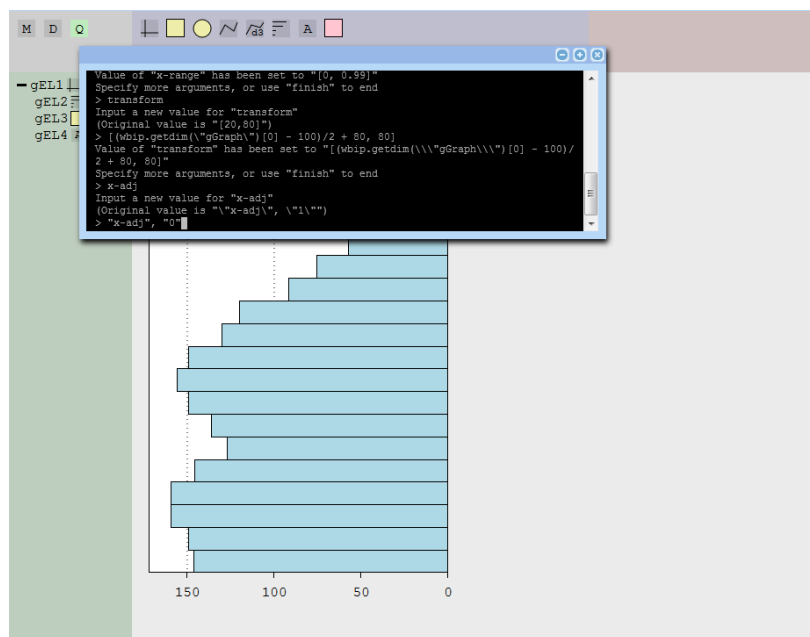 M D Q
d3 A
Value of "x-range" has been set to "[0, 0.99]"
Specify more arguments, or use "finish" to end
> transform
Input a new value for "transform"
(Original value is "[20,80]")
> [(wbip.getdim(\"gGraph\")[0] - 100)/2 + 80, 80]
Value of "transform" has been set to "[(wbip.getdim(\\\"gGraph\\\")[0] - 100)/
2 + 80, 80]"
Specify more arguments, or use "finish" to end
> x-adj
Input a new value for "x-adj"
(Original value is "\"x-adj\", \"1\"")
> "x-adj", "0"
gEL1
gEL2
gEL3
gEL4
150 100 50 0